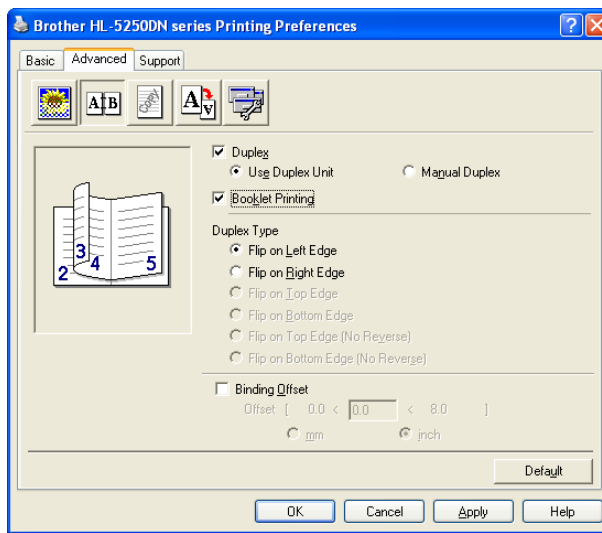 Brother HL-5250DN series Printing Preferences
Basic Advanced Support
A B Copy A A
Duplex
Use Duplex Unit Manual Duplex
Booklet Printing
3
2 4 5
Duplex Type
Flip on Left Edge
Flip on Right Edge
Flip on Top Edge
Flip on Bottom Edge
Flip on Top Edge (No Reverse)
Flip on Bottom Edge (No Reverse)
Binding Offset
Offset [ 0.0 < 0.0 < 8.0 ]
mm inch
Default
OK Cancel Apply Help